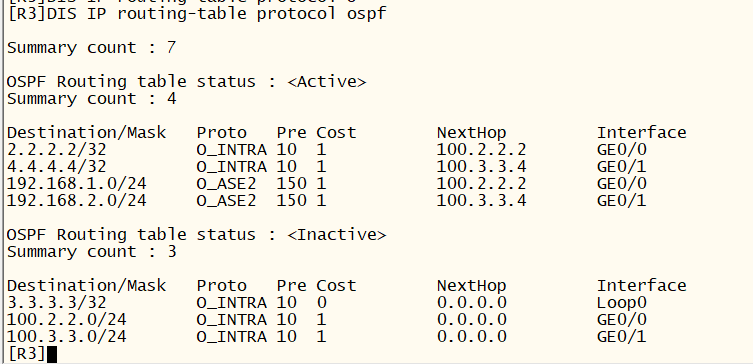 [R3]DIS IP routing-table protocol ospf
Summary count : 7
OSPF Routing table status : <Active>
Summary count : 4
Destination/Mask Proto Pre Cost NextHop Interface
2.2.2.2/32 O_INTRA 10 1 100.2.2.2 GE0/0
4.4.4.4/32 O_INTRA 10 1 100.3.3.4 GE0/1
192.168.1.0/24 O_ASE2 150 1 100.2.2.2 GE0/0
192.168.2.0/24 O_ASE2 150 1 100.3.3.4 GE0/1
OSPF Routing table status : <Inactive>
Summary count : 3
Destination/Mask Proto Pre Cost NextHop Interface
3.3.3.3/32 O_INTRA 10 0 0.0.0.0 Loop0
100.2.2.0/24 O_INTRA 10 1 0.0.0.0 GE0/0
100.3.3.0/24 O_INTRA 10 1 0.0.0.0 GE0/1
[R3]